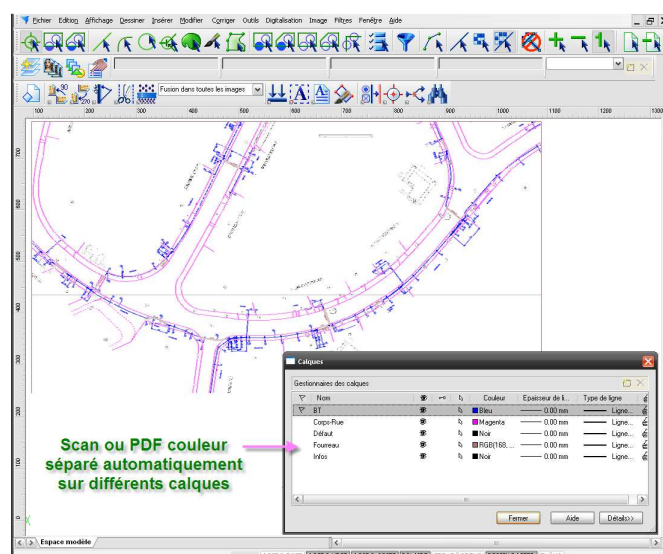 Fichier Edition Affichage Dessiner Insérer Modifier Corriger Outils Digitalisation Image Filtres Fenêtre Aide
Fusion dans toutes les images
100 200 300 400 500 600 700 800 900 1000 1100 1200 1300
700
600
500
400
300
200
100
0
Calques
Gestionnaires des calques
Nom Couleur Epaisseur de li... Type de ligne
BT Bleu 0.00 mm Ligne...
Corps-Rue Magenta 0.00 mm Ligne...
Défaut Noir 0.00 mm Ligne...
Fourreau RGB(168, ... 0.00 mm Ligne...
Infos Noir 0.00 mm Ligne...
Scan ou PDF couleur
séparé automatiquement
sur différents calques
Fermer Aide Détails>>
Espace modèle